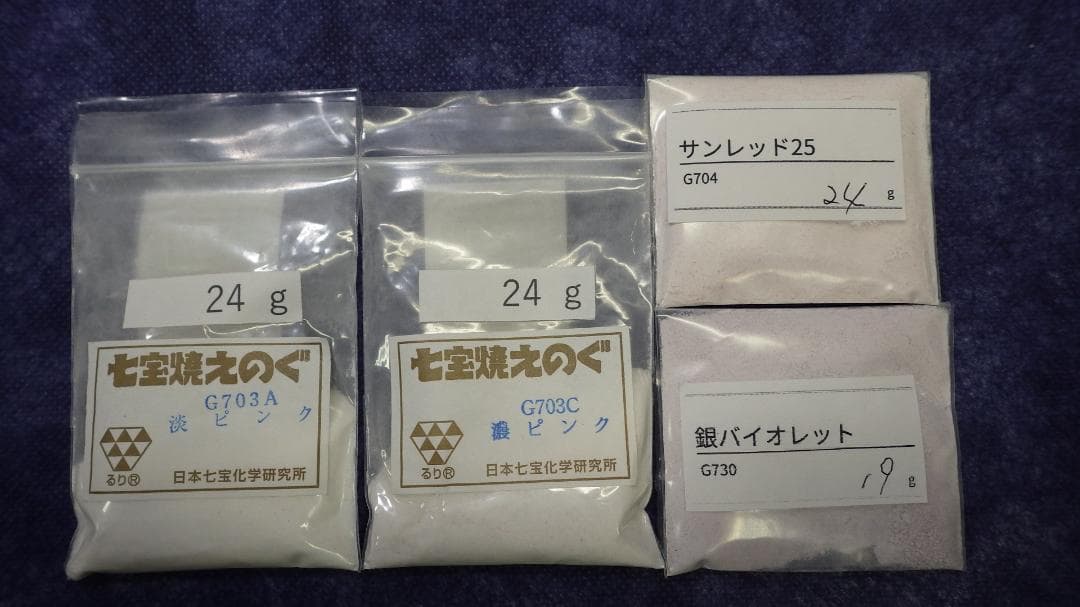 24 g
七宝焼えのぐ
G703A
淡ピンク
るり®
日本七宝化学研究所
24 g
七宝焼えのぐ
G703C
濃ピンク
るり®
日本七宝化学研究所
サンレッド25
G704
24 g
銀バイオレット
G730
19 g